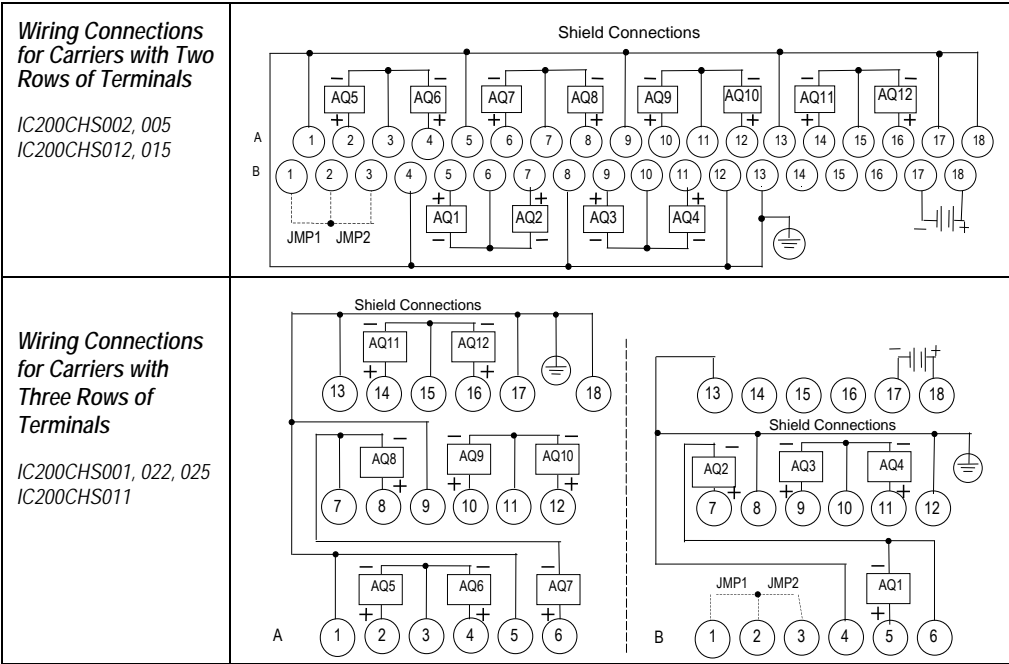 Wiring Connections
for Carriers with Two
Rows of Terminals
IC200CHS002, 005
IC200CHS012, 015
Shield Connections
− − − − − − − −
AQ5 AQ6 AQ7 AQ8 AQ9 AQ10 AQ11 AQ12
+ + + + + + + +
A 1 2 3 4 5 6 7 8 9 10 11 12 13 14 15 16 17 18
B 1 2 3 4 5 6 7 8 9 10 11 12 13 14 15 16 17 18
+ + + +
AQ1 AQ2 AQ3 AQ4
− − − −
− +
JMP1 JMP2
Wiring Connections
for Carriers with
Three Rows of
Terminals
IC200CHS001, 022, 025
IC200CHS011
Shield Connections
− −
AQ11 AQ12
+ +
13 14 15 16 17 18
− − −
AQ8 AQ9 AQ10
+ + +
7 8 9 10 11 12
− − −
AQ5 AQ6 AQ7
+ + +
A 1 2 3 4 5 6
− +
13 14 15 16 17 18
Shield Connections
− − −
AQ2 AQ3 AQ4
+ + +
7 8 9 10 11 12
−
JMP1 JMP2 AQ1
+
B 1 2 3 4 5 6